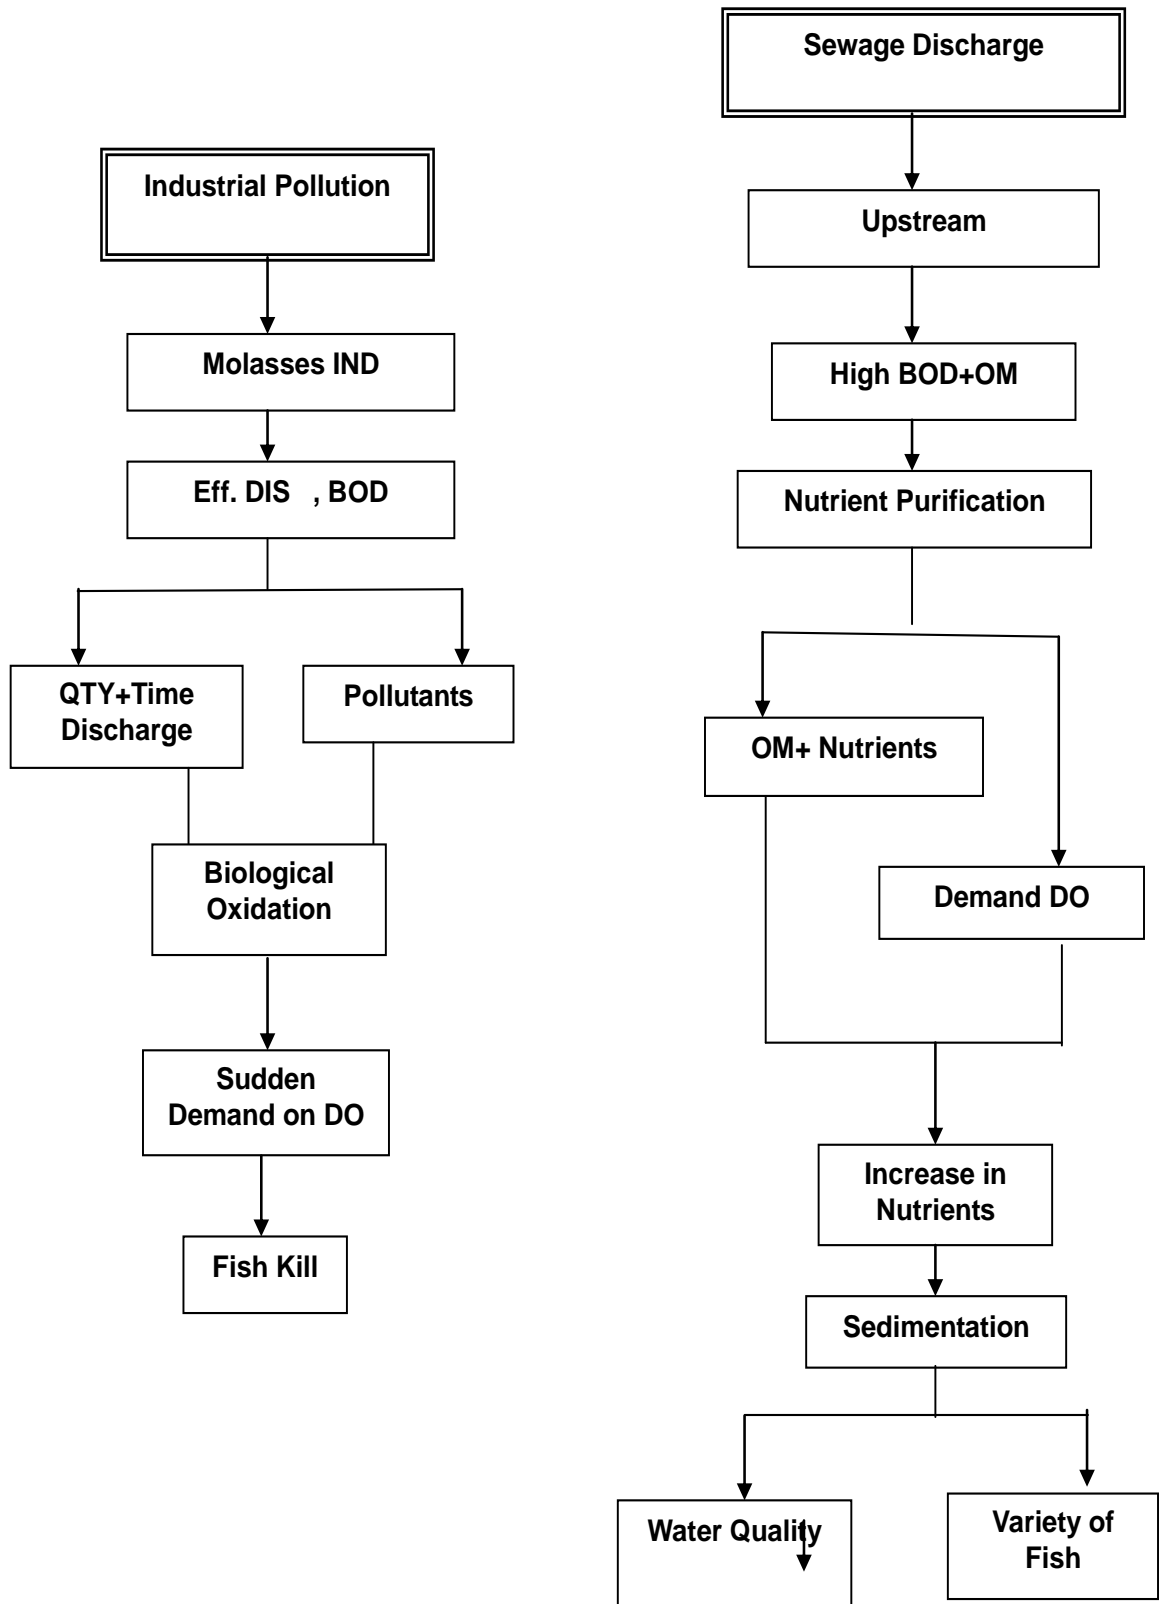 Industrial Pollution
Molasses IND
Eff. DIS , BOD
QTY+Time
Discharge
Pollutants
Biological
Oxidation
Sudden
Demand on DO
Fish Kill
Sewage Discharge
Upstream
High BOD+OM
Nutrient Purification
OM+ Nutrients
Demand DO
Increase in
Nutrients
Sedimentation
Water Quality
Variety of
Fish